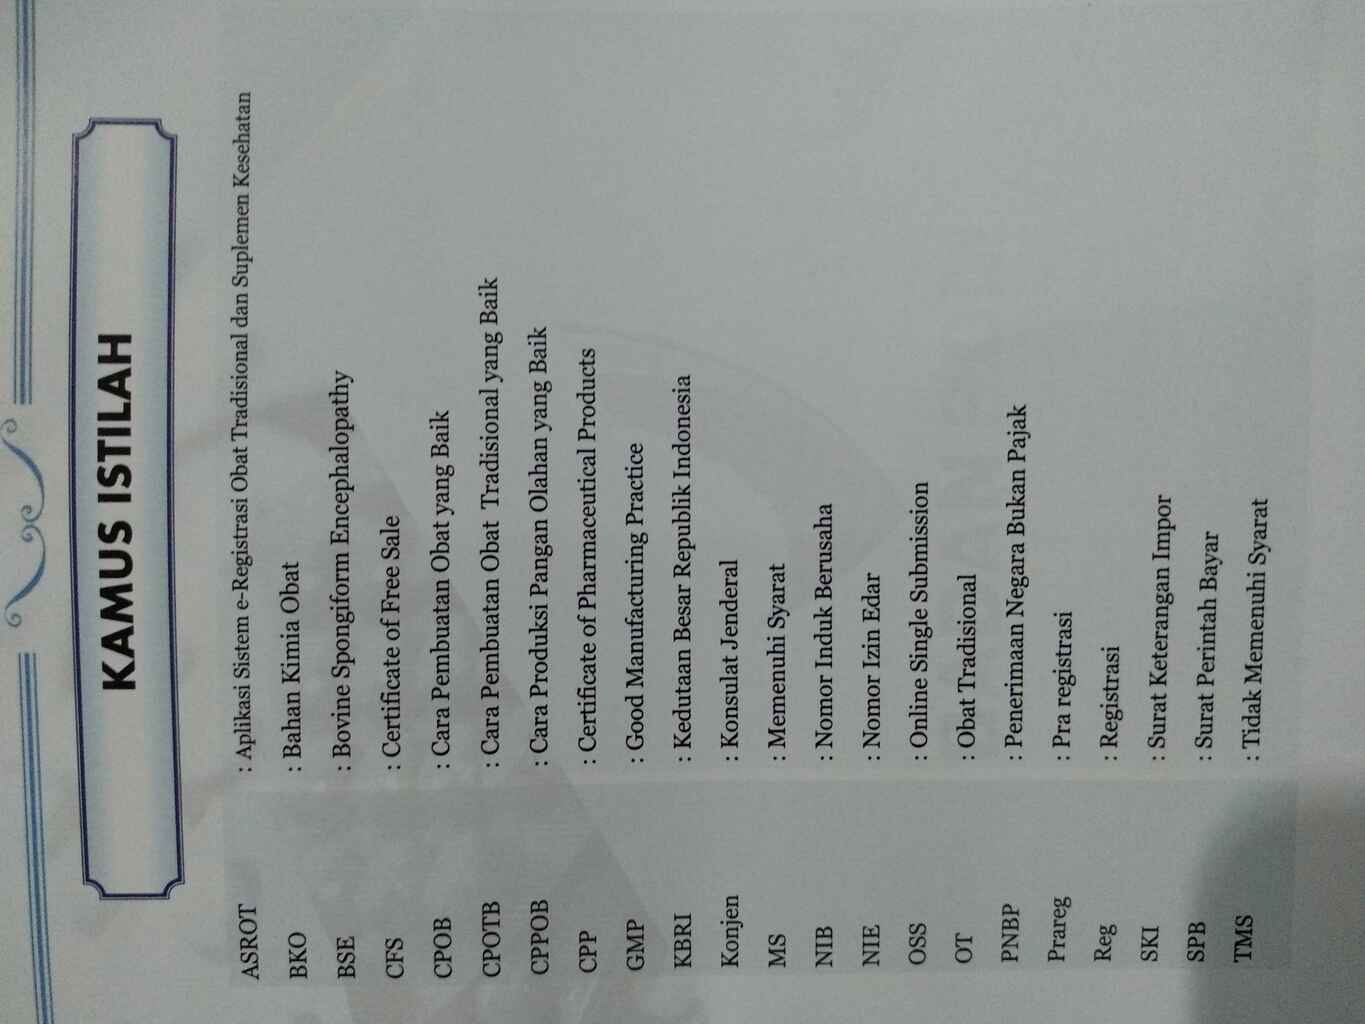 KAMUS ISTILAH
ASROT : Aplikasi Sistem e-Registrasi Obat Tradisional dan Suplemen Kesehatan
BKO : Bahan Kimia Obat
BSE : Bovine Spongiform Encephalopathy
CFS : Certificate of Free Sale
CPOB : Cara Pembuatan Obat yang Baik
CPOTB : Cara Pembuatan Obat Tradisional yang Baik
CPPOB : Cara Produksi Pangan Olahan yang Baik
CPP : Certificate of Pharmaceutical Products
GMP : Good Manufacturing Practice
KBRI : Kedutaan Besar Republik Indonesia
Konjen : Konsulat Jenderal
MS : Memenuhi Syarat
NIB : Nomor Induk Berusaha
NIE : Nomor Izin Edar
OSS : Online Single Submission
OT : Obat Tradisional
PNBP : Penerimaan Negara Bukan Pajak
Prareg : Pra registrasi
Reg : Registrasi
SKI : Surat Keterangan Impor
SPB : Surat Perintah Bayar
TMS : Tidak Memenuhi Syarat